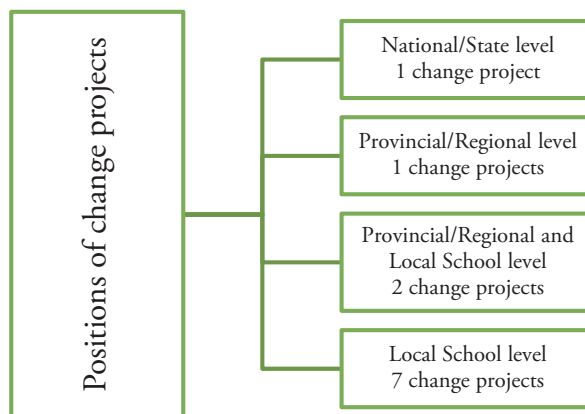 Positions of change projects
National/State level
1 change project
Provincial/Regional level
1 change projects
Provincial/Regional and
Local School level
2 change projects
Local School level
7 change projects